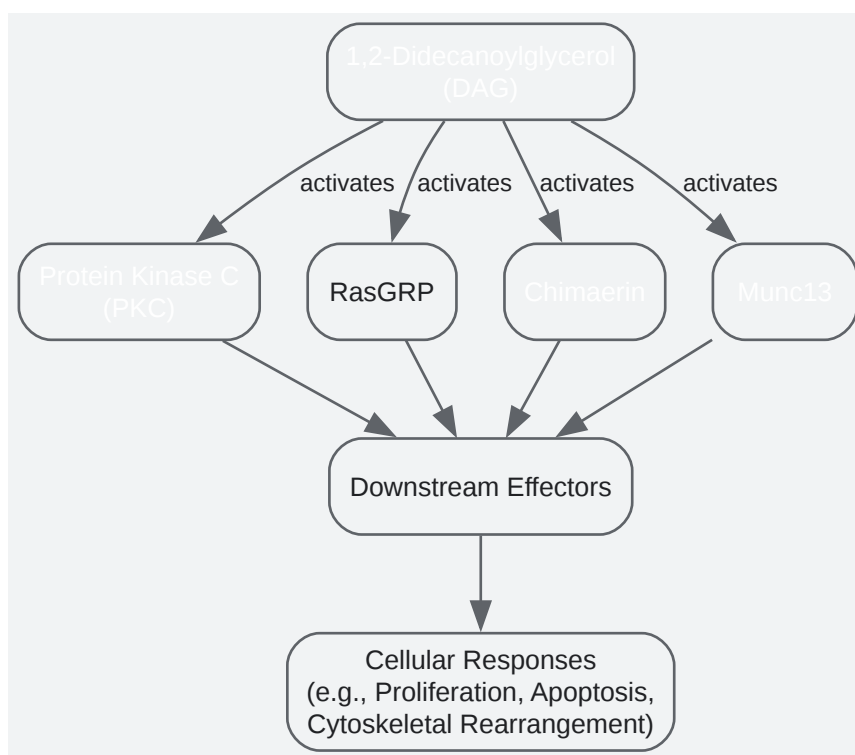 1,2-Didecanoylglycerol
(DAG)
activates
activates
activates
activates
Protein Kinase C
(PKC)
RasGRP
Chimaerin
Munc13
Downstream Effectors
Cellular Responses
(e.g., Proliferation, Apoptosis,
Cytoskeletal Rearrangement)